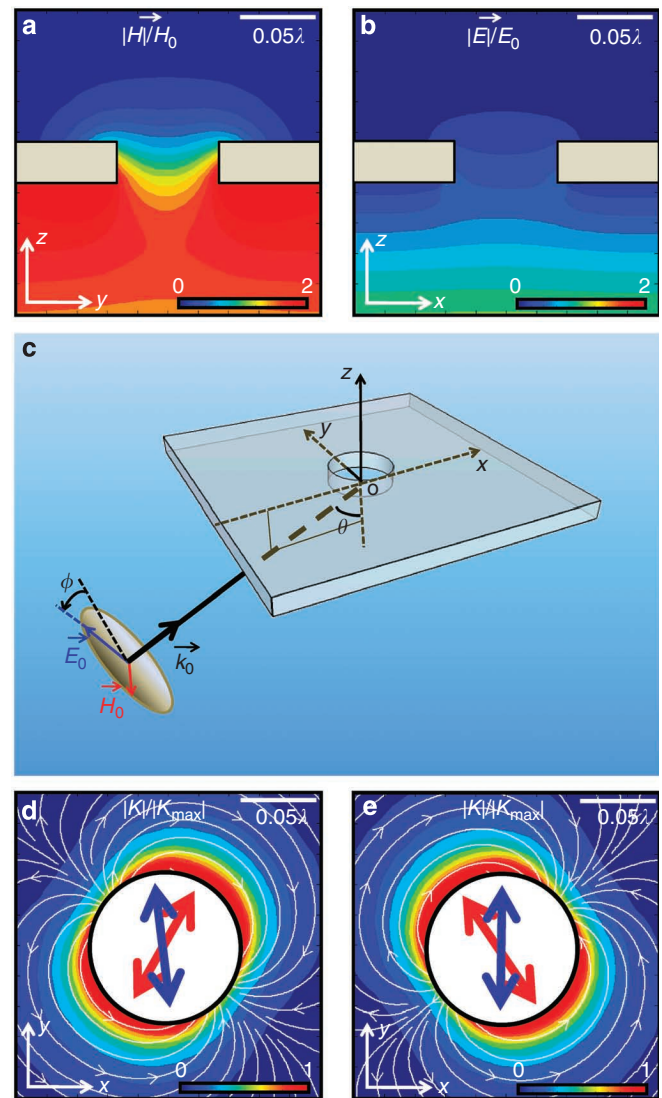 a |H|/H0 0.05λ
z
y
0 2
b |E|/E0 0.05λ
z
x
0 2
c
z
y
x
o
θ
ϕ
E0
k0
H0
d |K|/|Kmax| 0.05λ
y
x
0 1
e |K|/|Kmax| 0.05λ
y
x
0 1